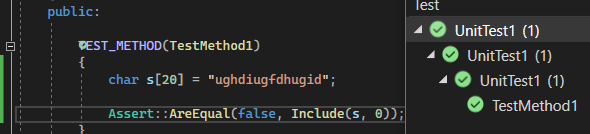 public:
TEST_METHOD(TestMethod1)
{
char s[20] = "ughdiugfdhugid";
Assert::AreEqual(false, Include(s, 0));
}
Test
UnitTest1 (1)
UnitTest1 (1)
UnitTest1 (1)
TestMethod1